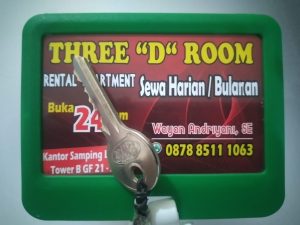 THREE "D" ROOM
RENTAL
Sewa Harian / Bulanan
Buka 24
Wayan Andriyani, SE
0878 8511 1063
Kantor Samping
Tower B GF 21 -